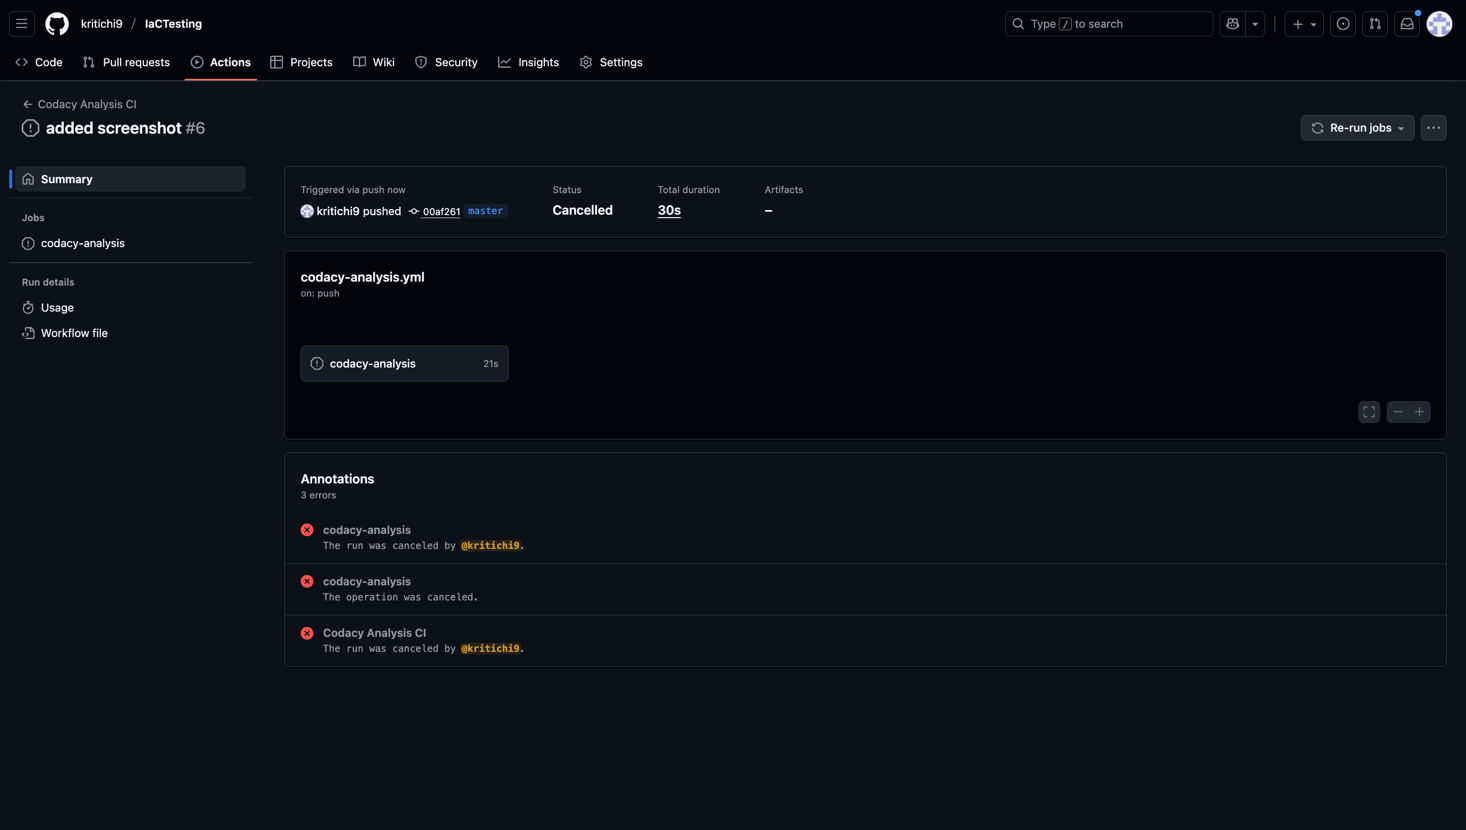 kritichi9 / IaCTesting
Type / to search
Code Pull requests Actions Projects Wiki Security Insights Settings
Codacy Analysis CI
added screenshot #6
Re-run jobs
Summary
Jobs
codacy-analysis
Run details
Usage
Workflow file
Triggered via push now
kritichi9 pushed 00af261 master
Status
Cancelled
Total duration
30s
Artifacts
–
codacy-analysis.yml
on: push
codacy-analysis 21s
Annotations
3 errors
codacy-analysis
The run was canceled by @kritichi9.
codacy-analysis
The operation was canceled.
Codacy Analysis CI
The run was canceled by @kritichi9.